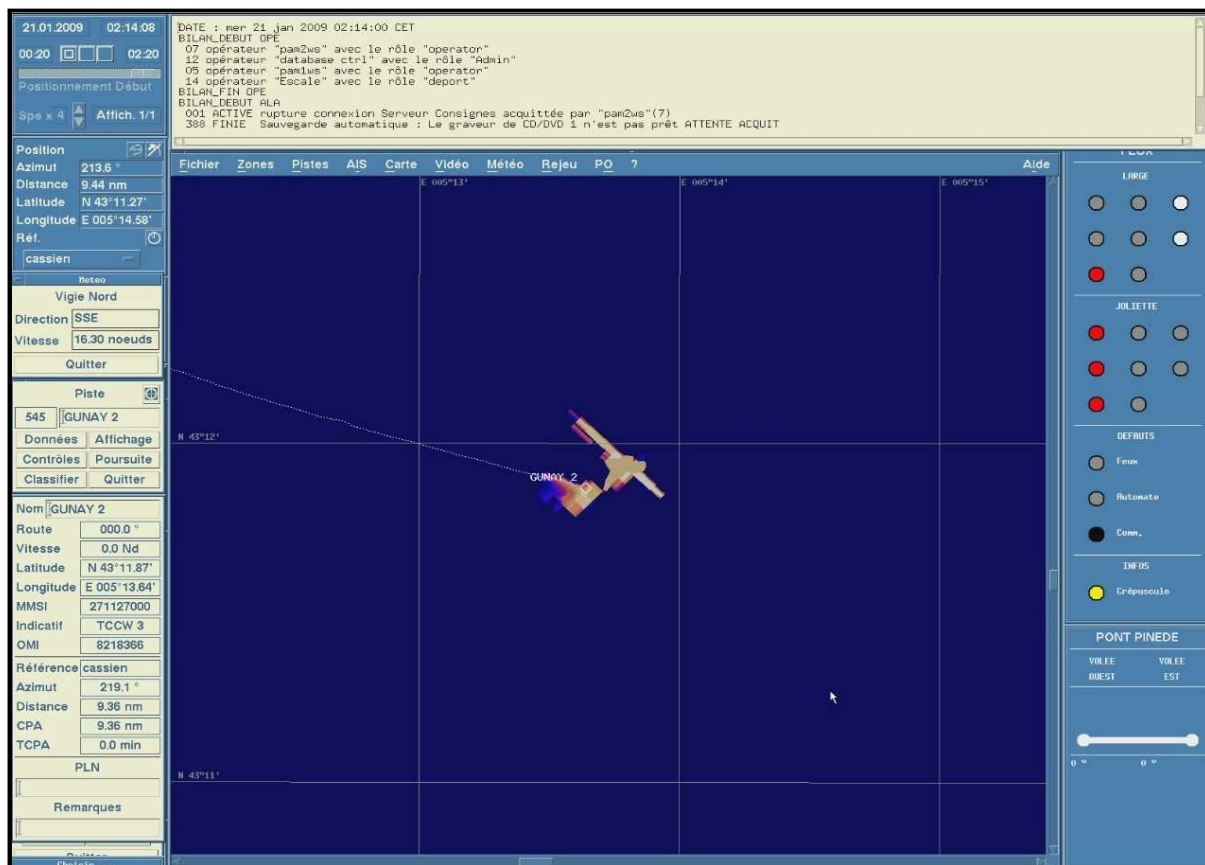 21.01.2009 02:14:08
00:20 02:20
Positionnement Début
Spe x 4 Affich. 1/1
DATE : mer 21 jan 2009 02:14:00 CET
BILAN_DEBUT OPE
07 opérateur "pam2ws" avec le rôle "operator"
12 opérateur "database ctrl" avec le rôle "Admin"
05 opérateur "pam1ws" avec le rôle "operator"
14 opérateur "Escale" avec le rôle "deport"
BILAN_FIN OPE
BILAN_DEBUT ALA
001 ACTIVE rupture connexion Serveur Consignes acquittée par "pam2ws"(7)
388 FINIE Sauvegarde automatique : Le graveur de CD/DVD 1 n'est pas prêt ATTENTE ACQUIT
Position
Azimut 213.6 °
Distance 9.44 nm
Latitude N 43°11.27'
Longitude E 005°14.58'
Réf.
cassien
Meteo
Vigie Nord
Direction SSE
Vitesse 16.30 noeuds
Quitter
Piste
545 GUNAY 2
Données Affichage
Contrôles Poursuite
Classifier Quitter
Nom GUNAY 2
Route 000.0 °
Vitesse 0.0 Nd
Latitude N 43°11.87'
Longitude E 005°13.64'
MMSI 271127000
Indicatif TCCW 3
OMI 8218366
Référence cassien
Azimut 219.1 °
Distance 9.36 nm
CPA 9.36 nm
TCPA 0.0 min
PLN
Remarques
Fichier Zones Pistes AIS Carte Vidéo Météo Rejeu PO ? Aide
E 005°13' E 005°14' E 005°15'
N 43°12'
GUNAY 2
N 43°11'
LARGE
JOLIETTE
DEFAUTS
Feux
Automate
Comm.
INFOS
Crépuscule
PONT PINEDE
VOLEE VOLEE
OUEST EST
0 ° 0 °